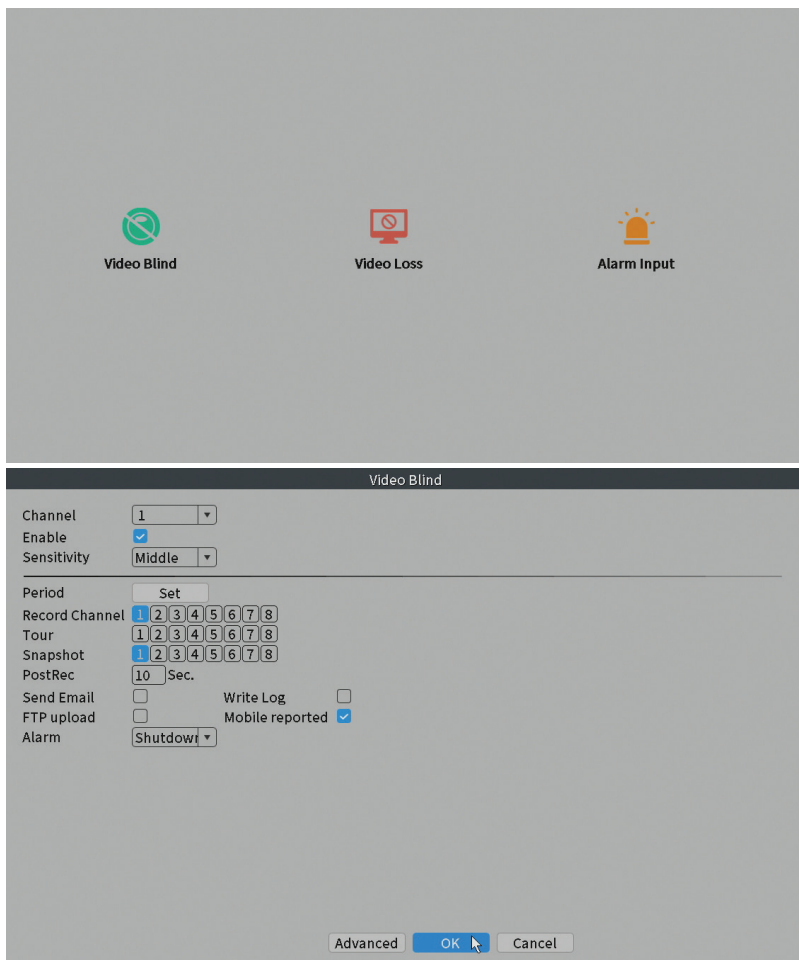 Video Blind Video Loss Alarm Input
Video Blind
Channel 1
Enable
Sensitivity Middle
Period Set
Record Channel 1 2 3 4 5 6 7 8
Tour 1 2 3 4 5 6 7 8
Snapshot 1 2 3 4 5 6 7 8
PostRec 10 Sec.
Send Email Write Log
FTP upload Mobile reported
Alarm Shutdown
Advanced OK Cancel